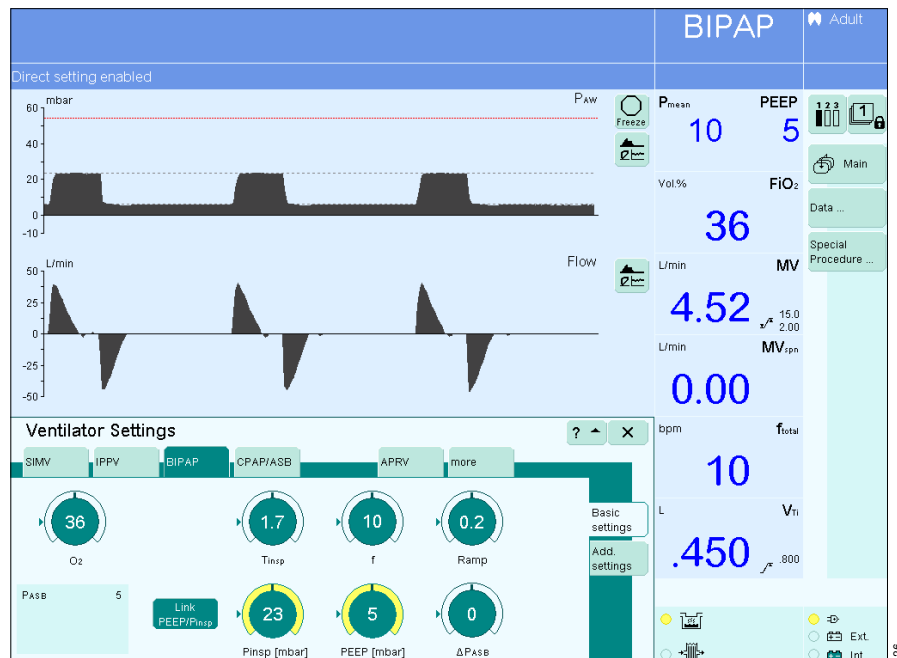 BIPAP
Adult
Direct setting enabled
mbar
PAW
60
40
20
0
-10
Freeze
L/min
Flow
50
25
0
-25
-50
Pmean PEEP
10 5
Vol.% FiO2
36
L/min MV
4.52 15.0
2.00
L/min MVspn
0.00
bpm ftotal
10
L VTi
.450 .800
1 2 3 1
Main
Data ...
Special
Procedure ...
Ventilator Settings ? X
SIMV IPPV BIPAP CPAP/ASB APRV more
36 1.7 10 0.2
O2 Tinsp f Ramp
Basic
settings
Add.
settings
PASB 5
Link
PEEP/Pinsp
23 5 0
Pinsp [mbar] PEEP [mbar] ΔPASB
Ext.
Int.